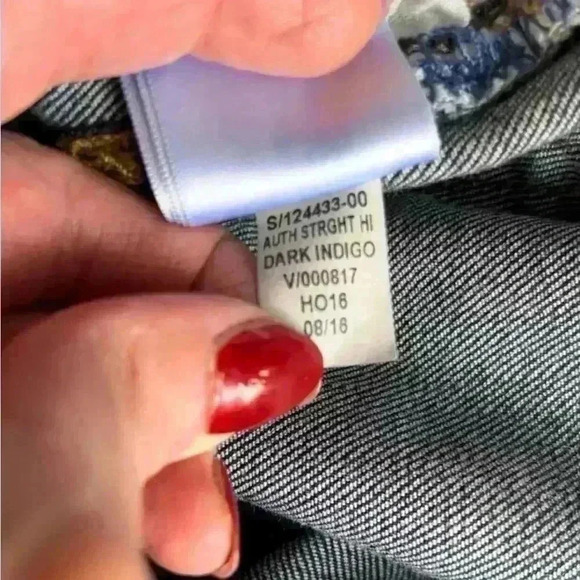 S/124433-00
AUTH STRGHT HI
DARK INDIGO
V/000817
HO16
08/16